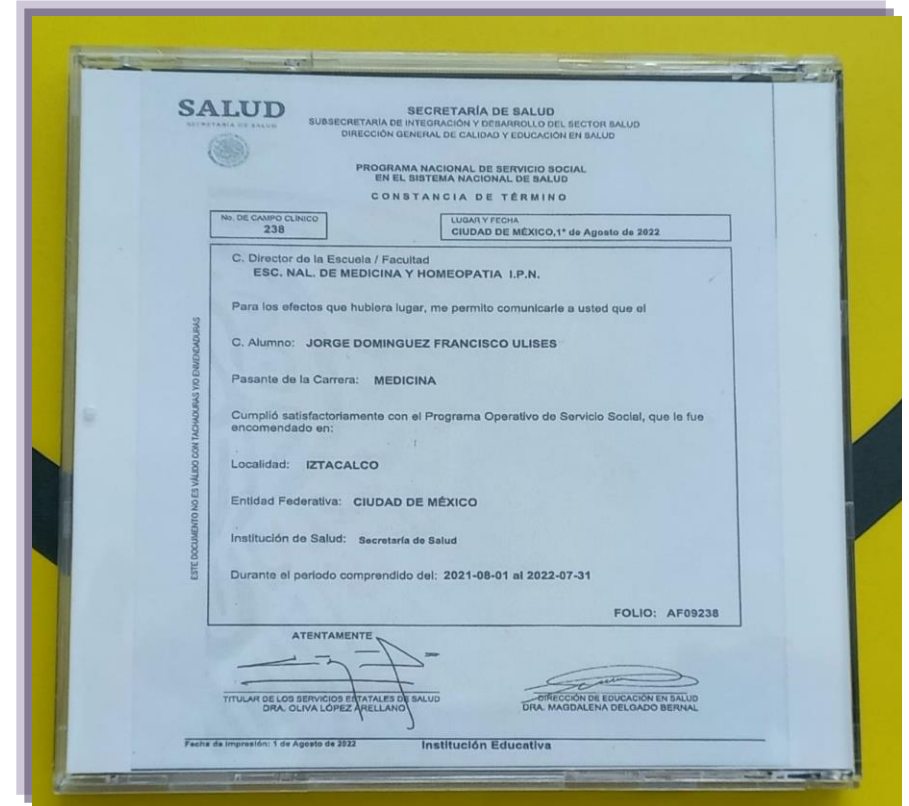 SALUD
SECRETARÍA DE SALUD
SECRETARÍA DE SALUD
SUBSECRETARIA DE INTEGRACIÓN Y DESARROLLO DEL SECTOR SALUD
DIRECCIÓN GENERAL DE CALIDAD Y EDUCACIÓN EN SALUD
PROGRAMA NACIONAL DE SERVICIO SOCIAL
EN EL SISTEMA NACIONAL DE SALUD
CONSTANCIA DE TÉRMINO
No. DE CAMPO CLÍNICO
238
LUGAR Y FECHA
CIUDAD DE MÉXICO,1° de Agosto de 2022
C. Director de la Escuela / Facultad
ESC. NAL. DE MEDICINA Y HOMEOPATIA I.P.N.
Para los efectos que hubiera lugar, me permito comunicarle a usted que el
C. Alumno: JORGE DOMINGUEZ FRANCISCO ULISES
Pasante de la Carrera: MEDICINA
Cumplió satisfactoriamente con el Programa Operativo de Servicio Social, que le fue
encomendado en:
Localidad: IZTACALCO
Entidad Federativa: CIUDAD DE MÉXICO
Institución de Salud: Secretaría de Salud
Durante el periodo comprendido del: 2021-08-01 al 2022-07-31
FOLIO: AF09238
ESTE DOCUMENTO NO ES VÁLIDO CON TACHADURAS Y/O ENMENDADURAS
ATENTAMENTE
TITULAR DE LOS SERVICIOS ESTATALES DE SALUD
DRA. OLIVA LÓPEZ ARELLANO
DIRECCIÓN DE EDUCACIÓN EN SALUD
DRA. MAGDALENA DELGADO BERNAL
Fecha de impresión: 1 de Agosto de 2022
Institución Educativa